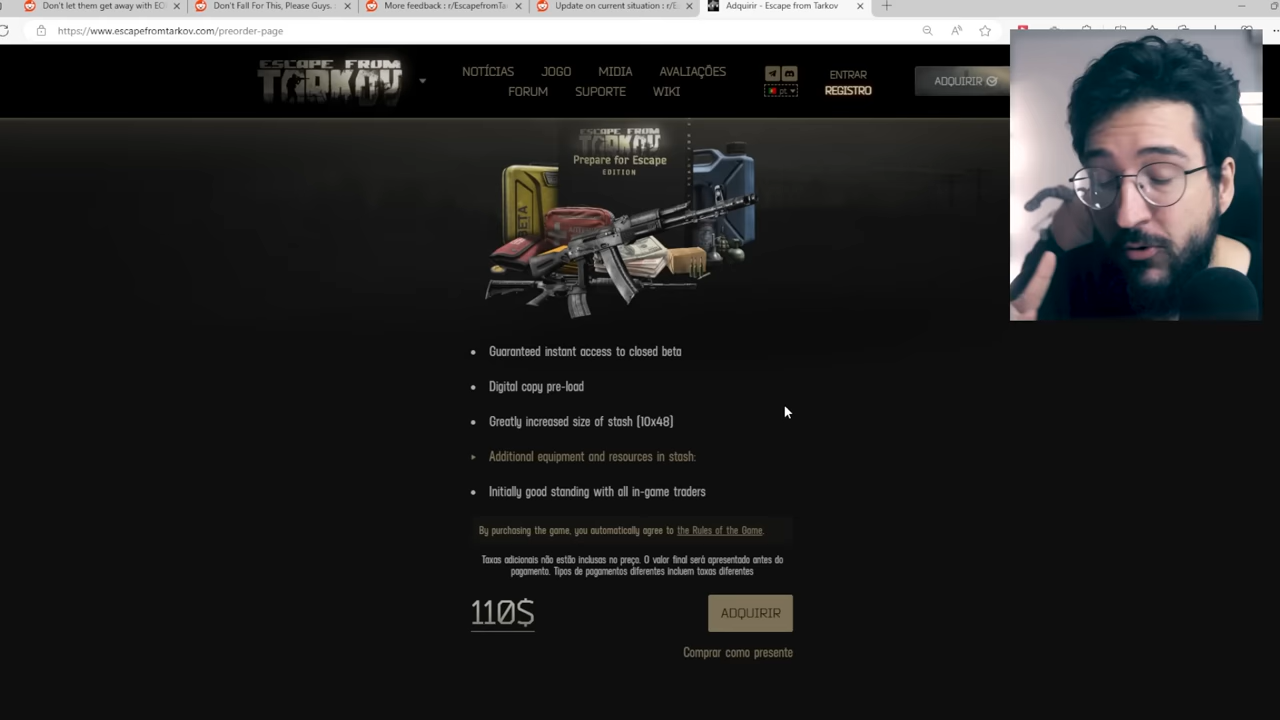 Don't let them get away with EO
Don't Fall For This, Please Guys.
More feedback : r/EscapefromTa
Update on current situation : r/E
Adquirir - Escape from Tarkov
https://www.escapefromtarkov.com/preorder-page
ESCAPE FROM
TARKOV
NOTÍCIAS JOGO MIDIA AVALIAÇÕES
FORUM SUPORTE WIKI
pt
ENTRAR
REGISTRO
ADQUIRIR
ESCAPE FROM
TARKOV
Prepare for Escape
EDITION
BETA
Guaranteed instant access to closed beta
Digital copy pre-load
Greatly increased size of stash (10x48)
Additional equipment and resources in stash:
Initially good standing with all in-game traders
By purchasing the game, you automatically agree to the Rules of the Game.
Taxas adicionais não estão inclusas no preço. O valor final será apresentado antes do
pagamento. Tipos de pagamentos diferentes incluem taxas diferentes
110$
ADQUIRIR
Comprar como presente